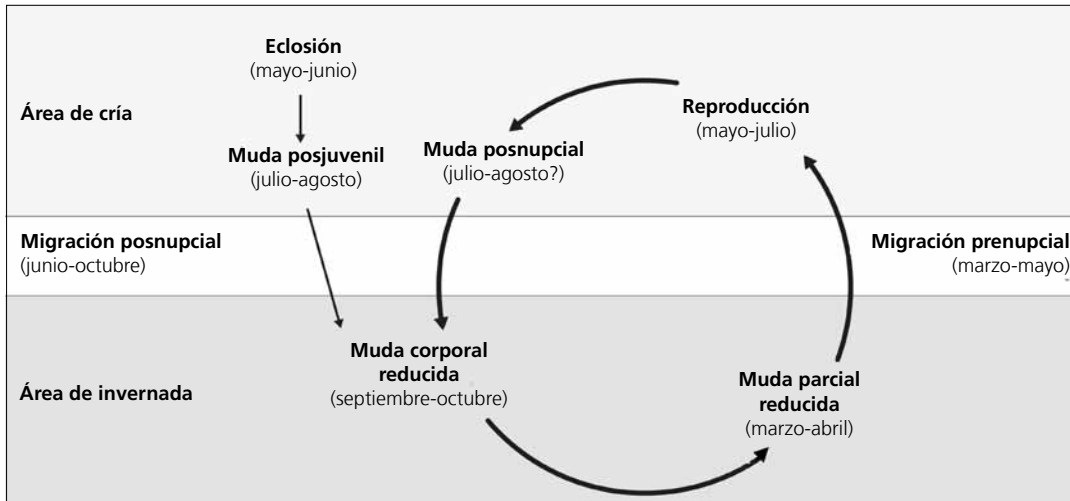 Eclosión
(mayo-junio)
Área de cría
Reproducción
(mayo-julio)
Muda posjuvenil
(julio-agosto)
Muda posnupcial
(julio-agosto?)
Migración posnupcial
(junio-octubre)
Migración prenupcial
(marzo-mayo)
Muda corporal
reducida
(septiembre-octubre)
Área de invernada
Muda parcial
reducida
(marzo-abril)